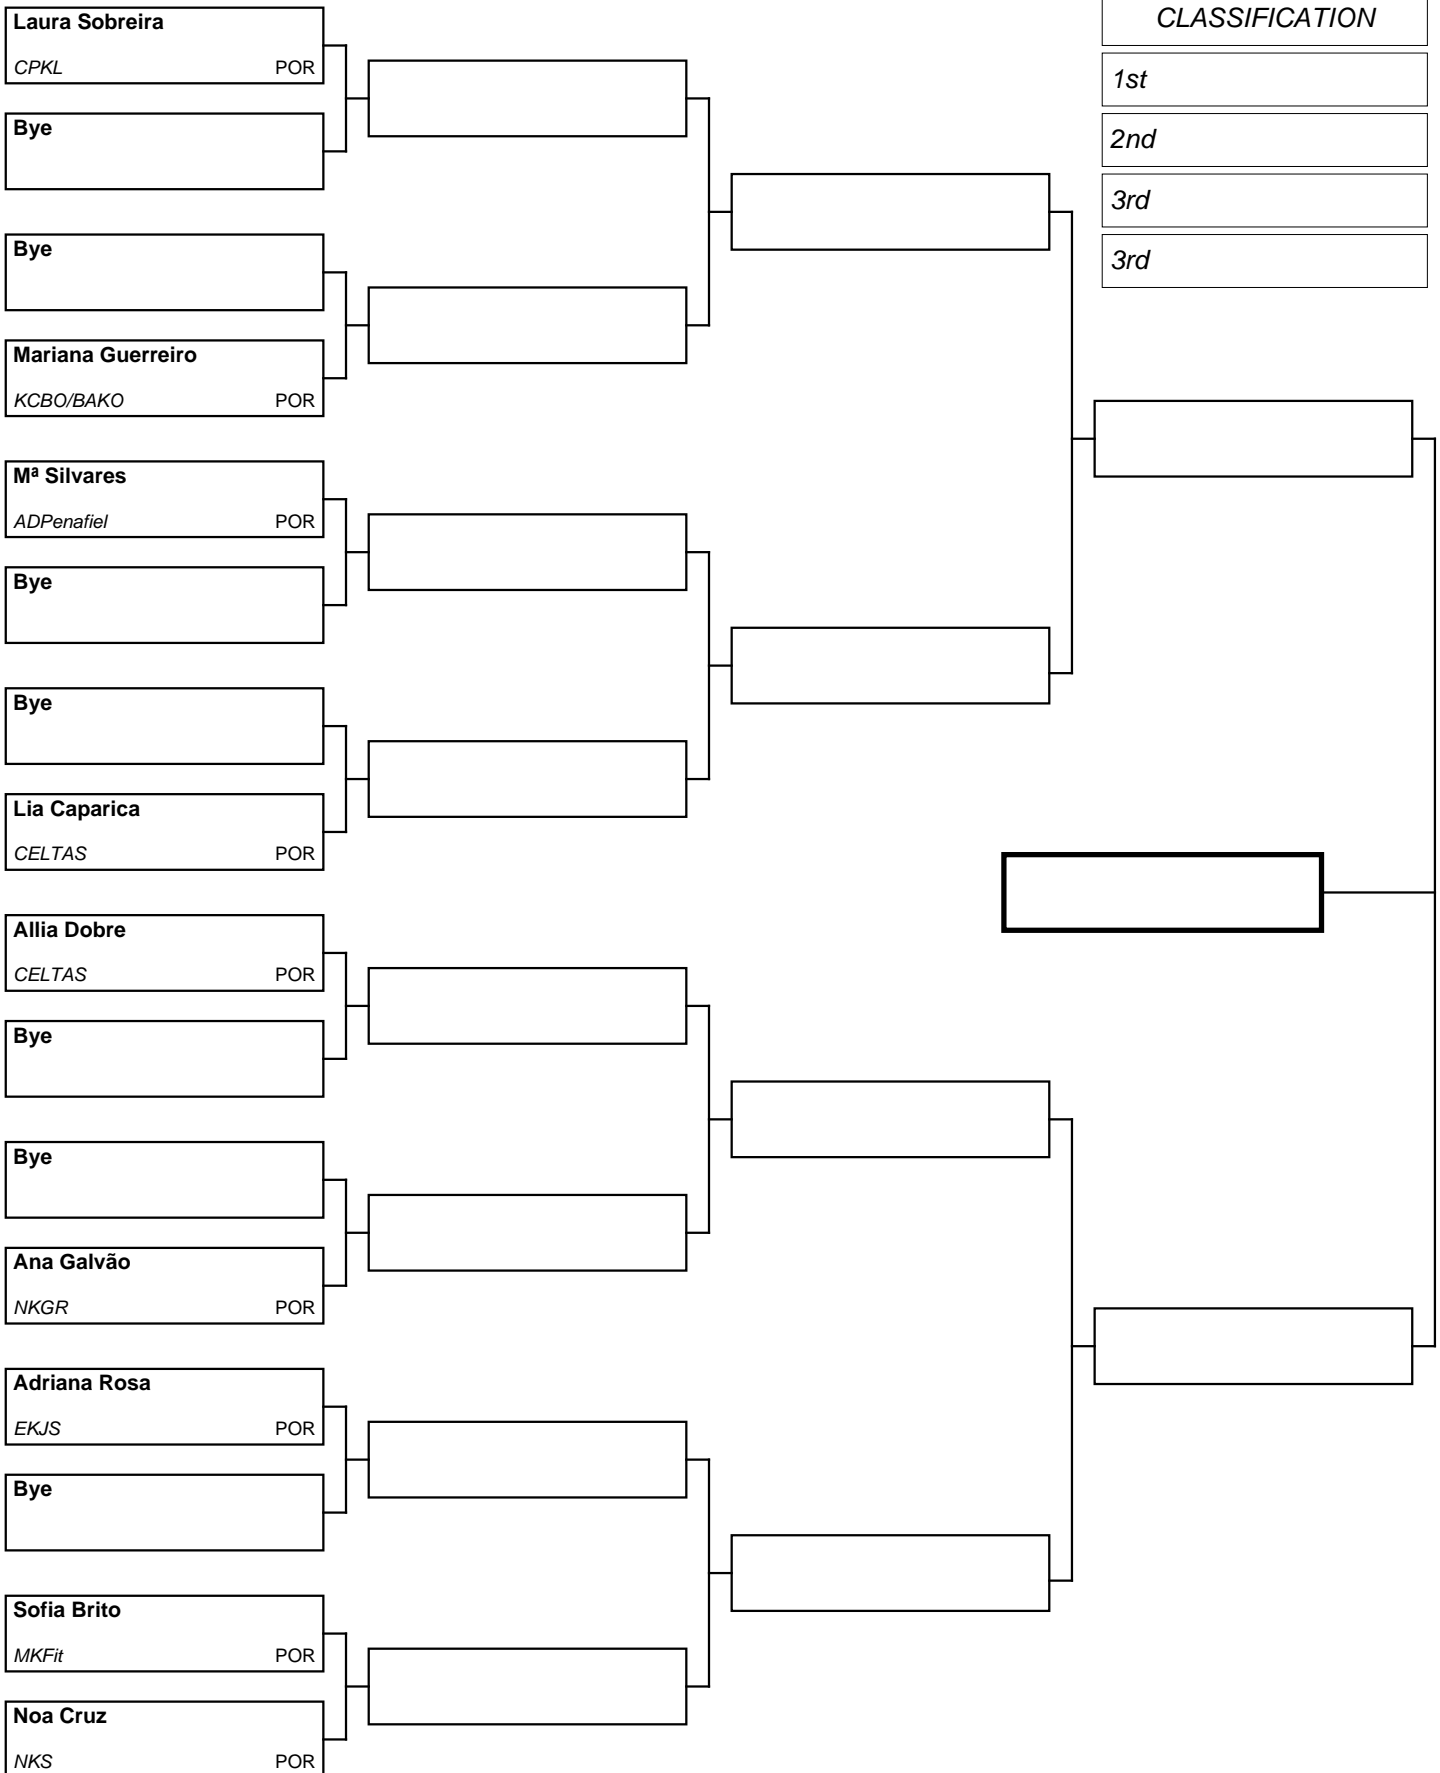 Laura Sobreira
CPKL POR
Bye
Bye
Mariana Guerreiro
KCBO/BAKO POR
Mª Silvares
ADPenafiel POR
Bye
Bye
Lia Caparica
CELTAS POR
Allia Dobre
CELTAS POR
Bye
Bye
Ana Galvão
NKGR POR
Adriana Rosa
EKJS POR
Bye
Sofia Brito
MKFit POR
Noa Cruz
NKS POR
CLASSIFICATION
1st
2nd
3rd
3rd